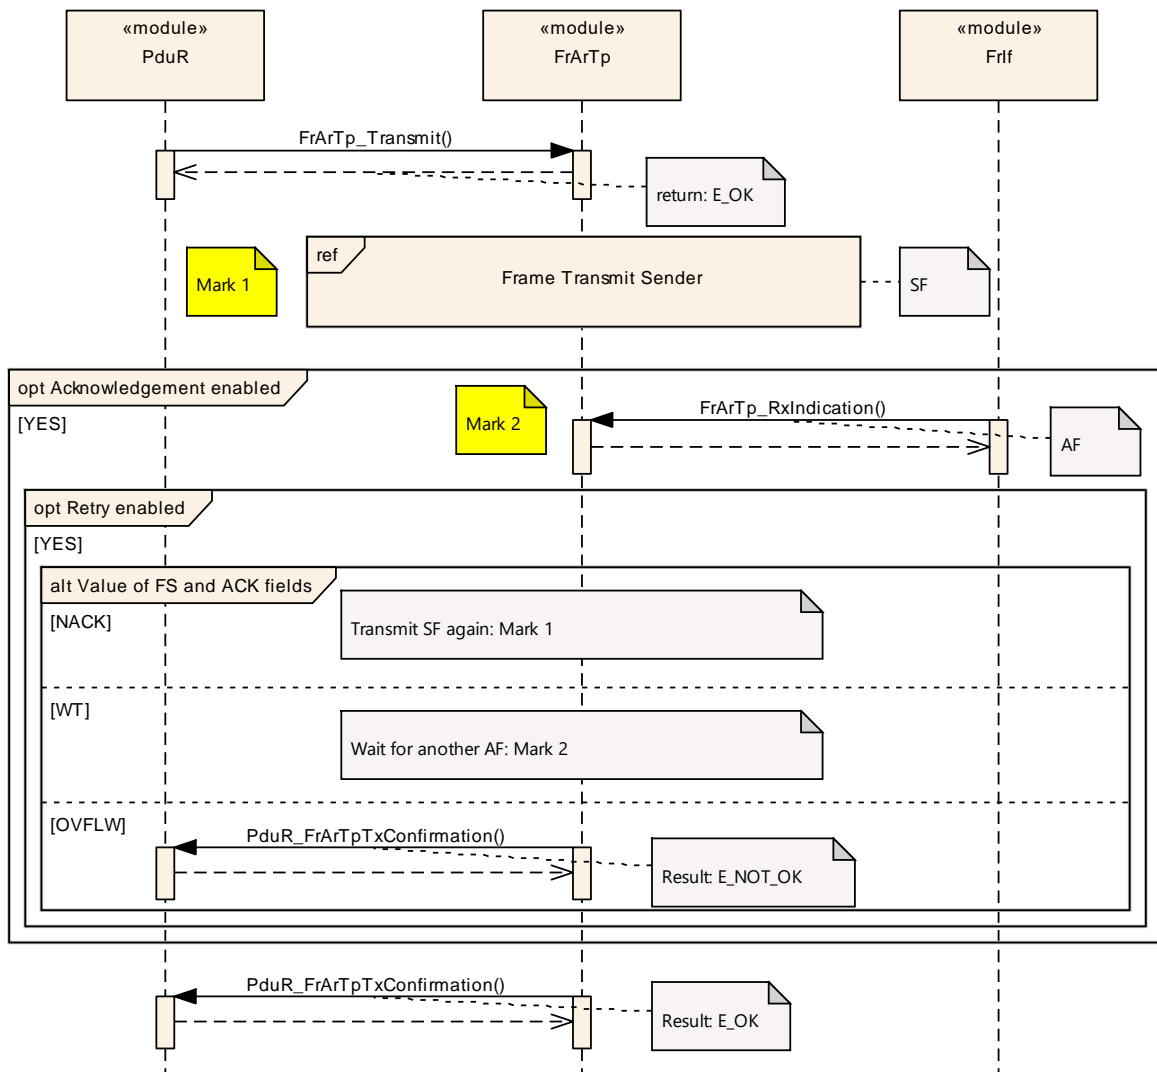 «module»
PduR
«module»
FrArTp
«module»
FrIf
FrArTp_Transmit()
return: E_OK
Mark 1
ref
Frame Transmit Sender
SF
opt Acknowledgement enabled
[YES]
Mark 2
FrArTp_RxIndication()
AF
opt Retry enabled
[YES]
alt Value of FS and ACK fields
[NACK]
Transmit SF again: Mark 1
[WT]
Wait for another AF: Mark 2
[OVFLW]
PduR_FrArTpTxConfirmation()
Result: E_NOT_OK
PduR_FrArTpTxConfirmation()
Result: E_OK